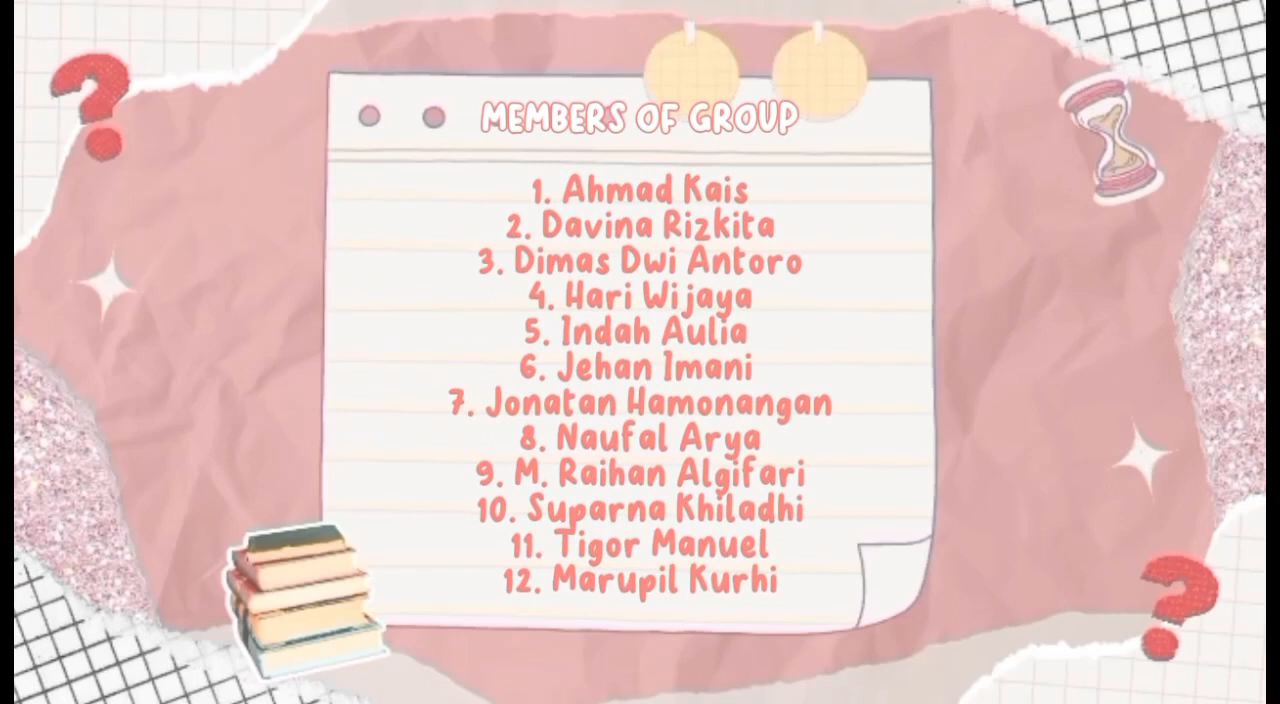 MEMBERS OF GROUP
1. Ahmad Kais
2. Davina Rizkita
3. Dimas Dwi Antoro
4. Hari Wijaya
5. Indah Aulia
6. Jehan Imani
7. Jonatan Hamonangan
8. Naufal Arya
9. M. Raihan Algifari
10. Suparna Khiladhi
11. Tigor Manuel
12. Marupil Kurhi